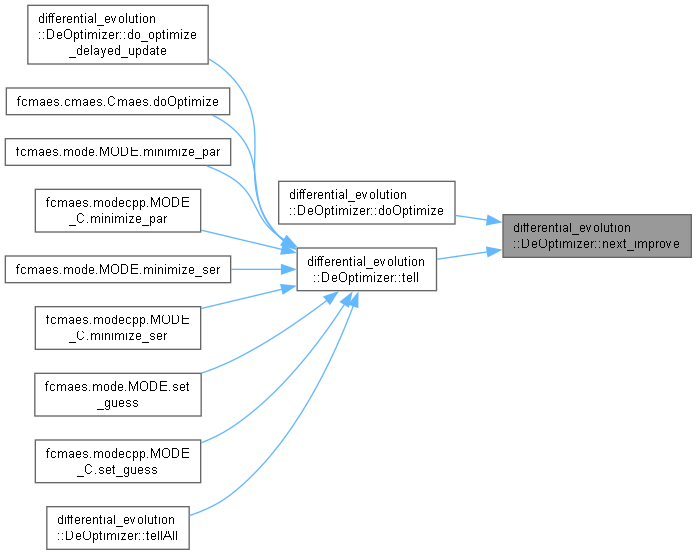 differential_evolution
::DeOptimizer::do_optimize
_delayed_update
fcmaes.cmaes.Cmaes.doOptimize
fcmaes.mode.MODE.minimize_par
fcmaes.modecpp.MODE
_C.minimize_par
fcmaes.mode.MODE.minimize_ser
fcmaes.modecpp.MODE
_C.minimize_ser
fcmaes.mode.MODE.set
_guess
fcmaes.modecpp.MODE
_C.set_guess
differential_evolution
::DeOptimizer::tellAll
differential_evolution
::DeOptimizer::doOptimize
differential_evolution
::DeOptimizer::tell
differential_evolution
::DeOptimizer::next_improve